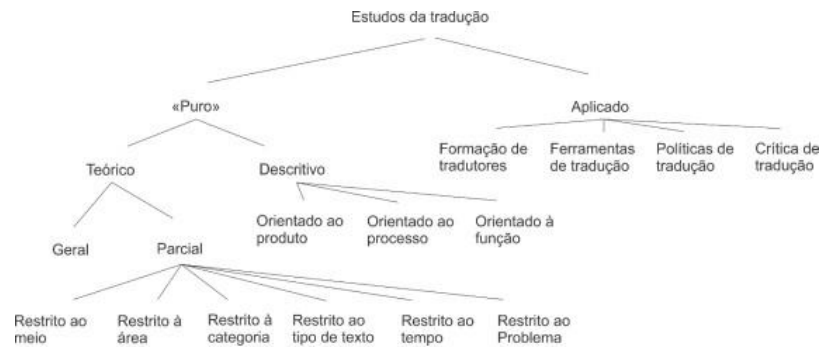 Estudos da tradução
«Puro»
Aplicado
Formação de
tradutores
Ferramentas
de tradução
Políticas de
tradução
Crítica de
tradução
Teórico
Descritivo
Orientado ao
produto
Orientado ao
processo
Orientado à
função
Geral
Parcial
Restrito ao
meio
Restrito à
área
Restrito à
categoria
Restrito ao
tipo de texto
Restrito ao
tempo
Restrito ao
Problema